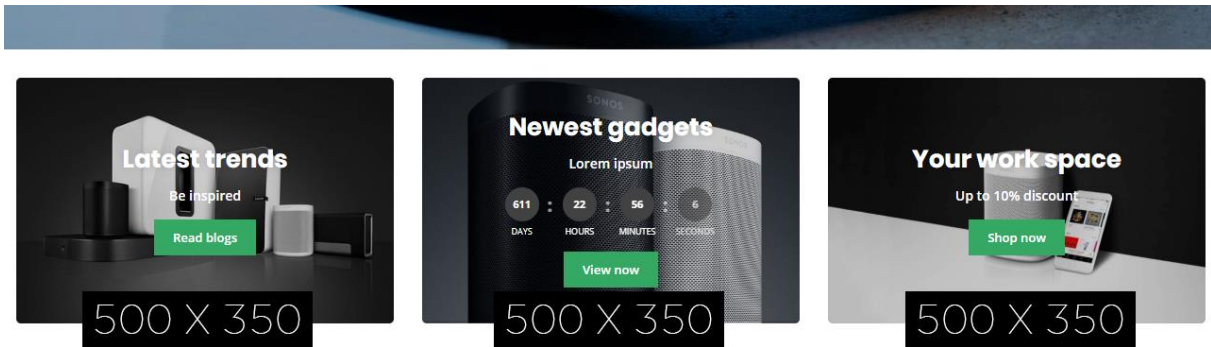 Latest trends
Be inspired
Read blogs
500 X 350
SONOS
Newest gadgets
Lorem ipsum
611 : 22 : 56 : 6
DAYS HOURS MINUTES SECONDS
View now
500 X 350
Your work space
Up to 10% discount
Shop now
500 X 350